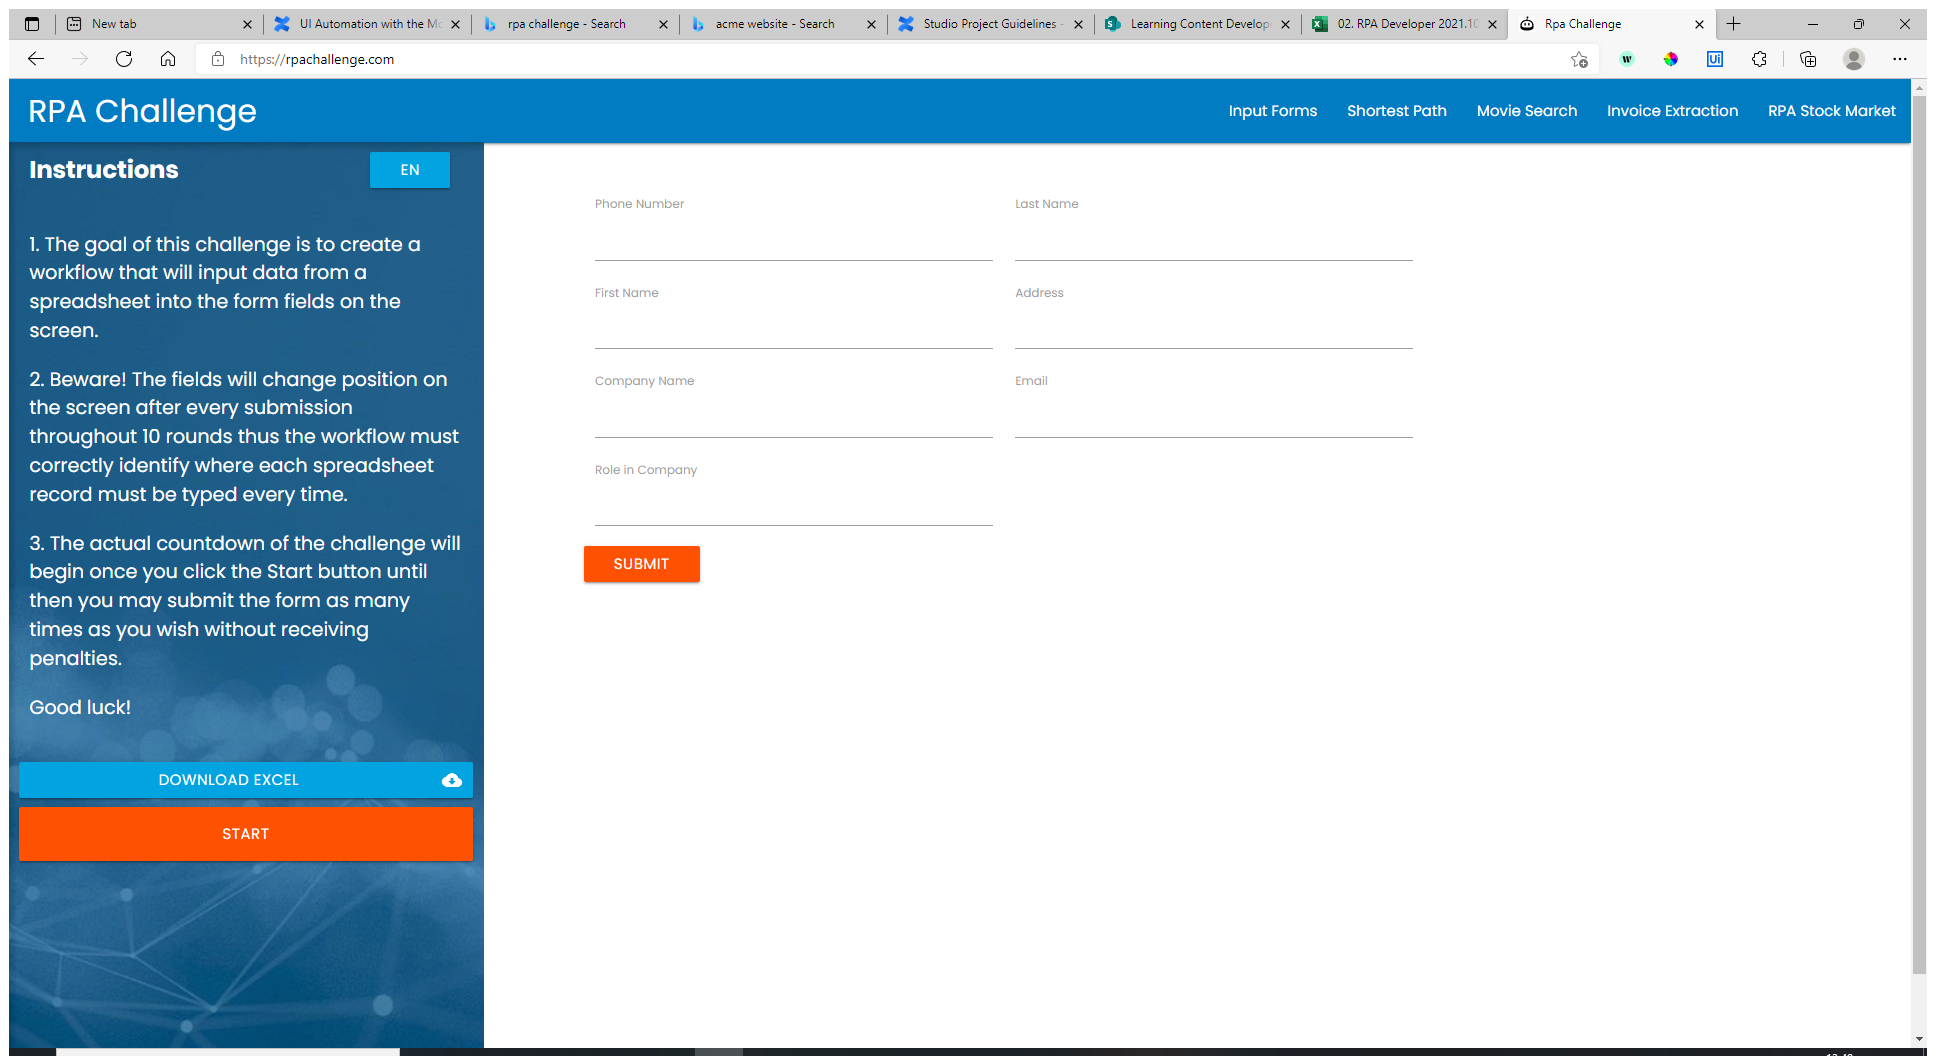 New tab
UI Automation with the Mo
rpa challenge - Search
acme website - Search
Studio Project Guidelines -
Learning Content Develop
02. RPA Developer 2021.10
Rpa Challenge
https://rpachallenge.com
RPA Challenge
Input Forms
Shortest Path
Movie Search
Invoice Extraction
RPA Stock Market
Instructions
EN
1. The goal of this challenge is to create a
workflow that will input data from a
spreadsheet into the form fields on the
screen.
2. Beware! The fields will change position on
the screen after every submission
throughout 10 rounds thus the workflow must
correctly identify where each spreadsheet
record must be typed every time.
3. The actual countdown of the challenge will
begin once you click the Start button until
then you may submit the form as many
times as you wish without receiving
penalties.
Good luck!
DOWNLOAD EXCEL
START
Phone Number
Last Name
First Name
Address
Company Name
Email
Role in Company
SUBMIT